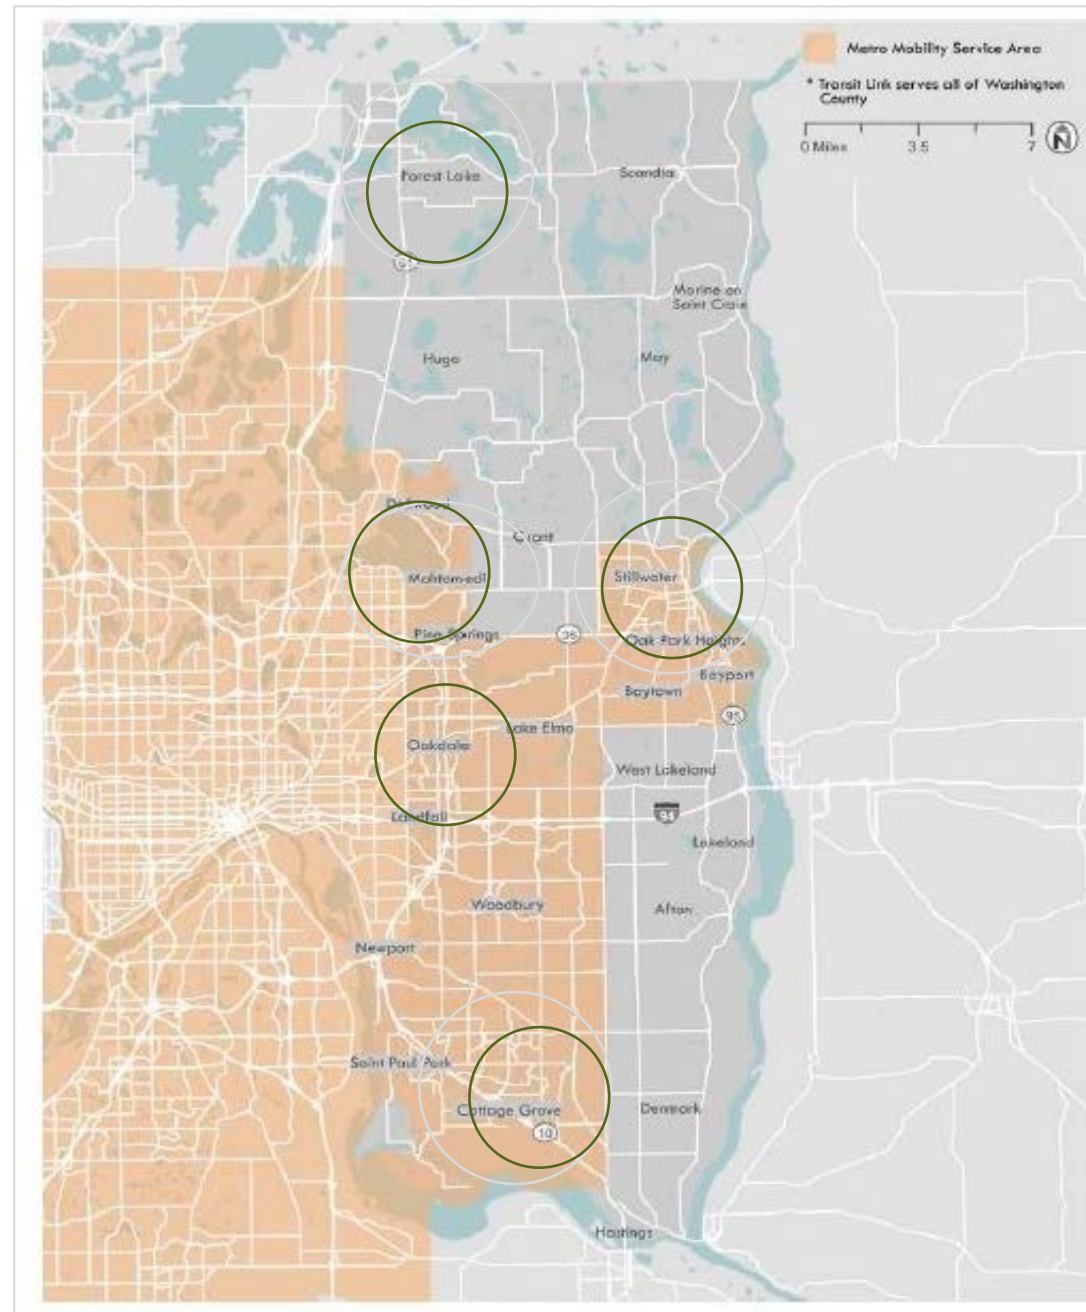 Metro Mobility Service Area
* Transit Link serves all of Washington
County
0 Miles 3.5 7
N
Forest Lake
Scandia
Marine on
Saint Croix
Hugo
May
Dellwood
Grant
Mahtomedi
Stillwater
Pine Springs
36
Oak Park Heights
Bayport
Baytown
95
Lake Elmo
Oakdale
West Lakeland
94
Landfall
Lakeland
Woodbury
Afton
Newport
Saint Paul Park
Cottage Grove
Denmark
10
Hastings